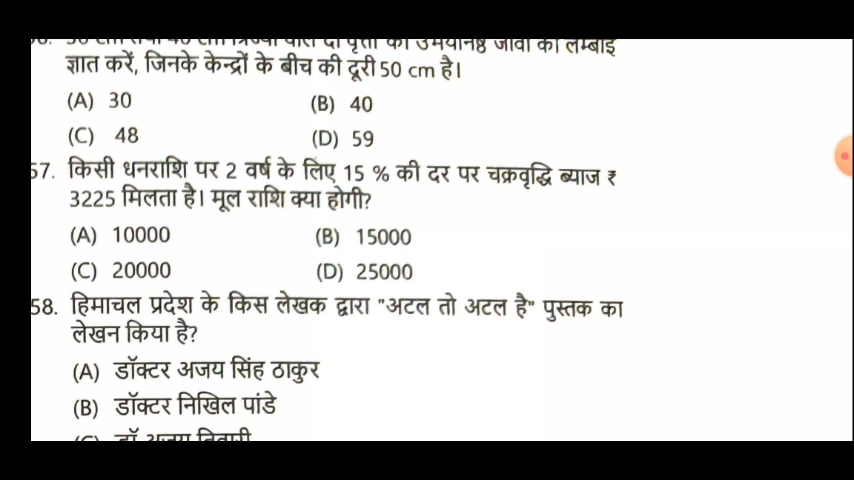 ज्ञात करें, जिनके केन्द्रों के बीच की दूरी 50 cm है।
(A) 30 (B) 40
(C) 48 (D) 59
57. किसी धनराशि पर 2 वर्ष के लिए 15 % की दर पर चक्रवृद्धि ब्याज ₹
3225 मिलता है। मूल राशि क्या होगी?
(A) 10000 (B) 15000
(C) 20000 (D) 25000
58. हिमाचल प्रदेश के किस लेखक द्वारा "अटल तो अटल है" पुस्तक का
लेखन किया है?
(A) डॉक्टर अजय सिंह ठाकुर
(B) डॉक्टर निखिल पांडे